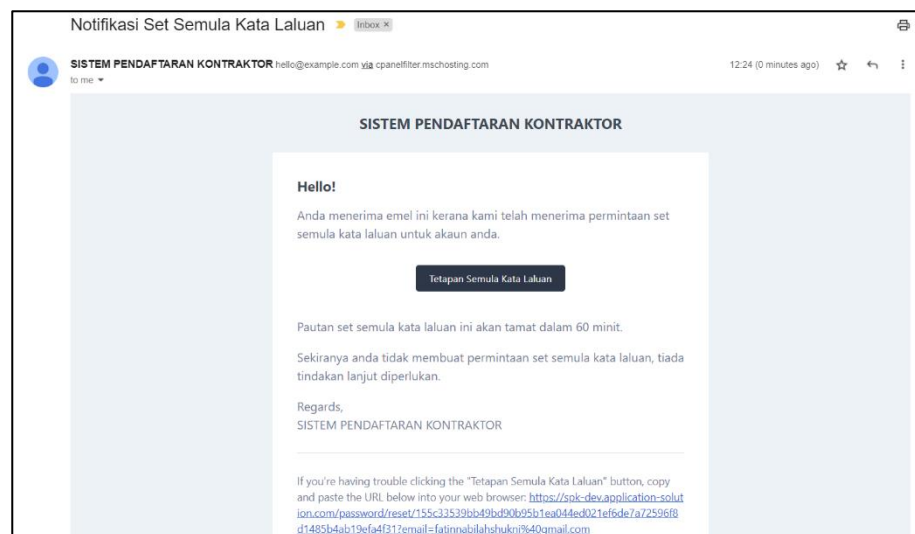 Notifikasi Set Semula Kata Laluan Inbox ×
SISTEM PENDAFTARAN KONTRAKTOR hello@example.com via cpanelfilter.mschosting.com 12:24 (0 minutes ago)
to me
SISTEM PENDAFTARAN KONTRAKTOR
Hello!
Anda menerima emel ini kerana kami telah menerima permintaan set
semula kata laluan untuk akaun anda.
Tetapan Semula Kata Laluan
Pautan set semula kata laluan ini akan tamat dalam 60 minit.
Sekiranya anda tidak membuat permintaan set semula kata laluan, tiada
tindakan lanjut diperlukan.
Regards,
SISTEM PENDAFTARAN KONTRAKTOR
If you're having trouble clicking the "Tetapan Semula Kata Laluan" button, copy
and paste the URL below into your web browser: https://spk-dev.application-solut
ion.com/password/reset/155c33539bb49bd90b95b1ea044ed021ef6de7a72596f8
d1485b4ab19efa4f31?email=fatinnabilahshukni%40gmail.com